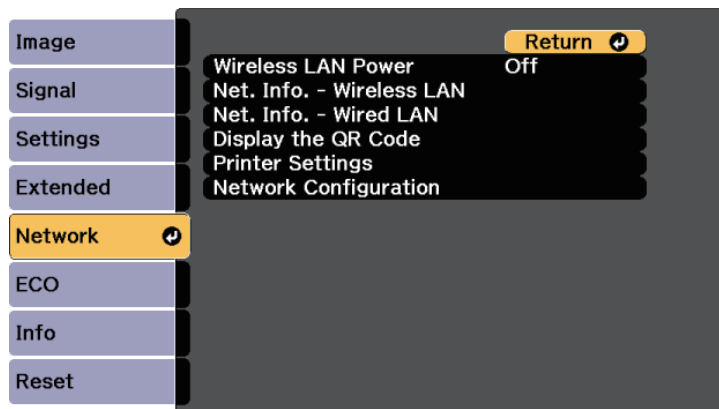 Image
Signal
Settings
Extended
Network
ECO
Info
Reset
Return
Wireless LAN Power Off
Net. Info. - Wireless LAN
Net. Info. - Wired LAN
Display the QR Code
Printer Settings
Network Configuration